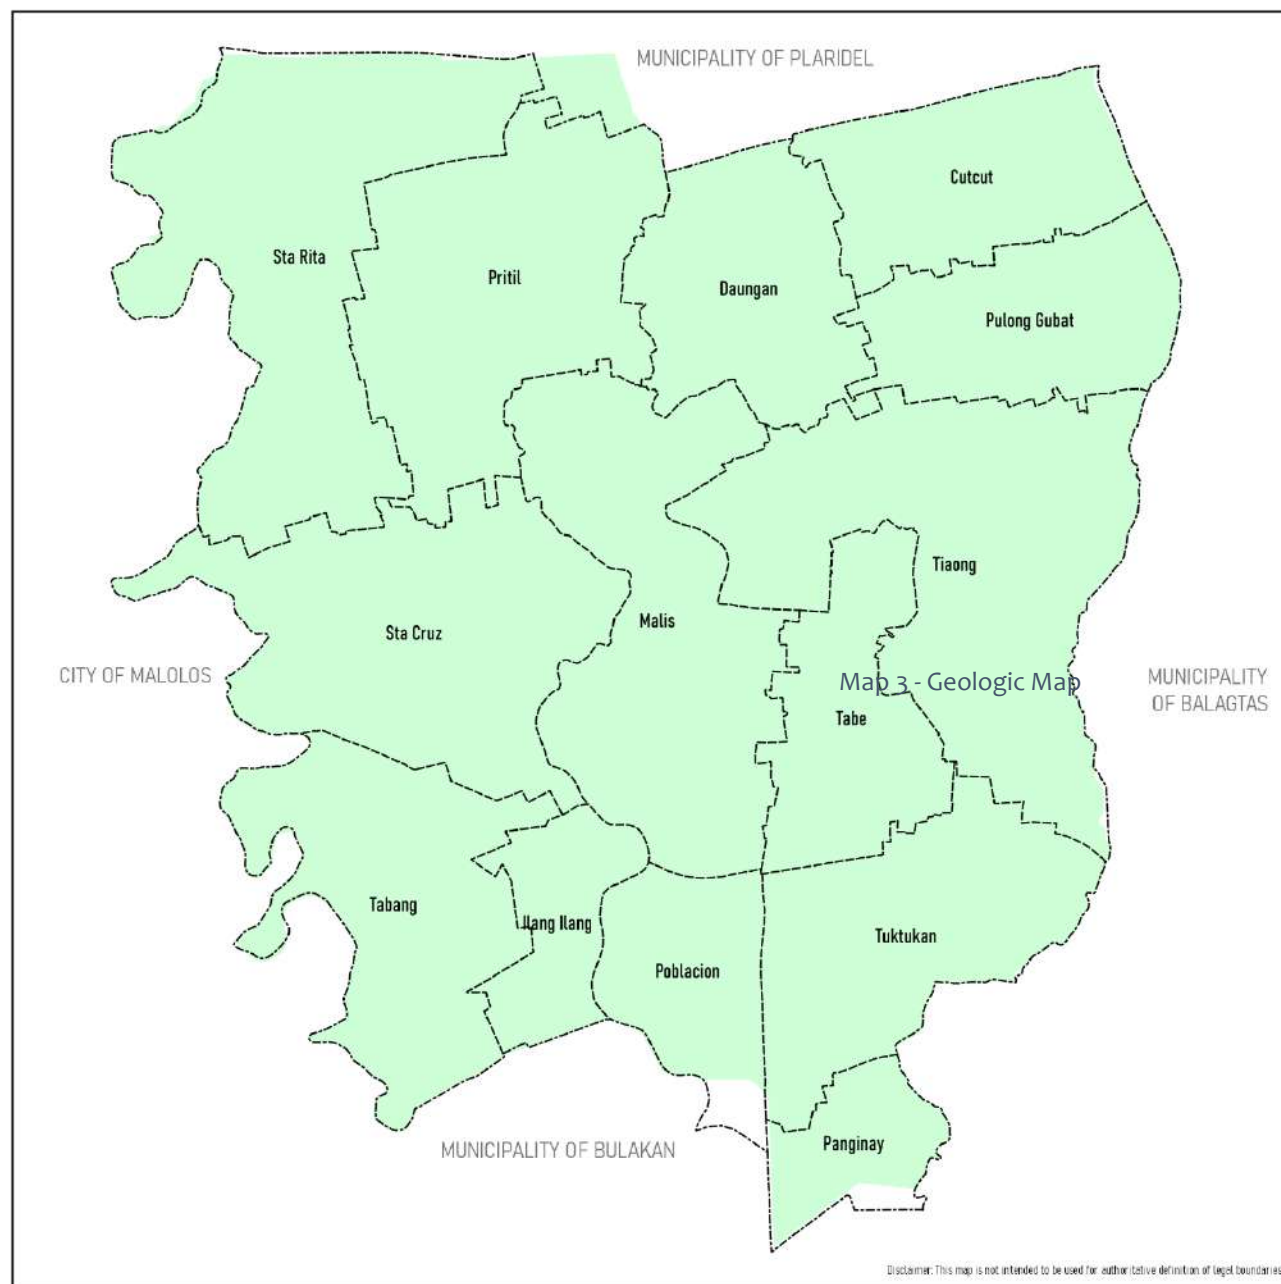 MUNICIPALITY OF PLARIDEL
Cutcut
Sta Rita
Pritil
Daungan
Pulong Gubat
Tiaong
Malis
Sta Cruz
CITY OF MALOLOS
Map 3 - Geologic Map
MUNICIPALITY
OF BALAGTAS
Tabe
Tabang
Ilang Ilang
Tuktukan
Poblacion
Panginay
MUNICIPALITY OF BULAKAN
Disclaimer: This map is not intended to be used for authoritative definition of legal boundaries